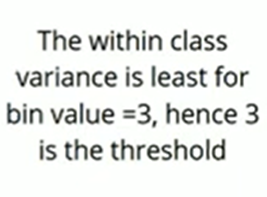 The within class
variance is least for
bin value =3, hence 3
is the threshold